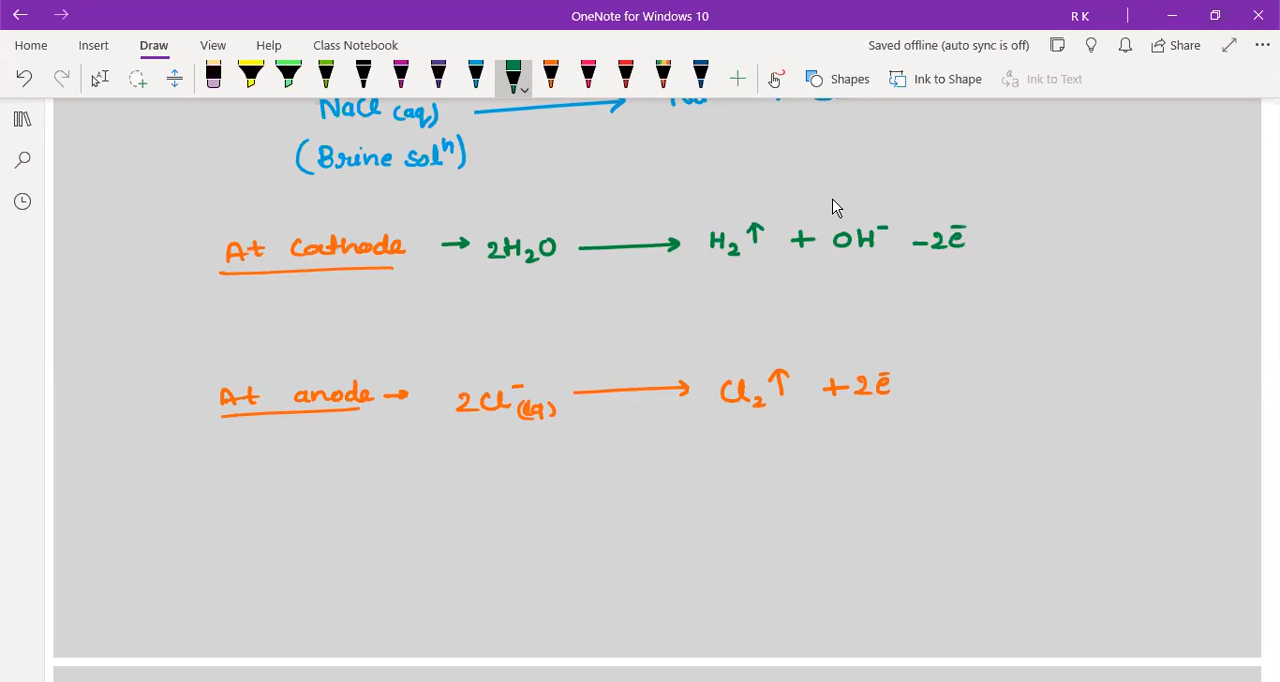 OneNote for Windows 10
R K
Home Insert Draw View Help Class Notebook
Saved offline (auto sync is off) Share
Shapes Ink to Shape Ink to Text
NaCl (aq) ⟶
(Brine solⁿ)
At cathode → 2H₂O ⟶ H₂↑ + OH⁻ -2ē
At anode → 2Cl⁻(aq) ⟶ Cl₂↑ +2ē